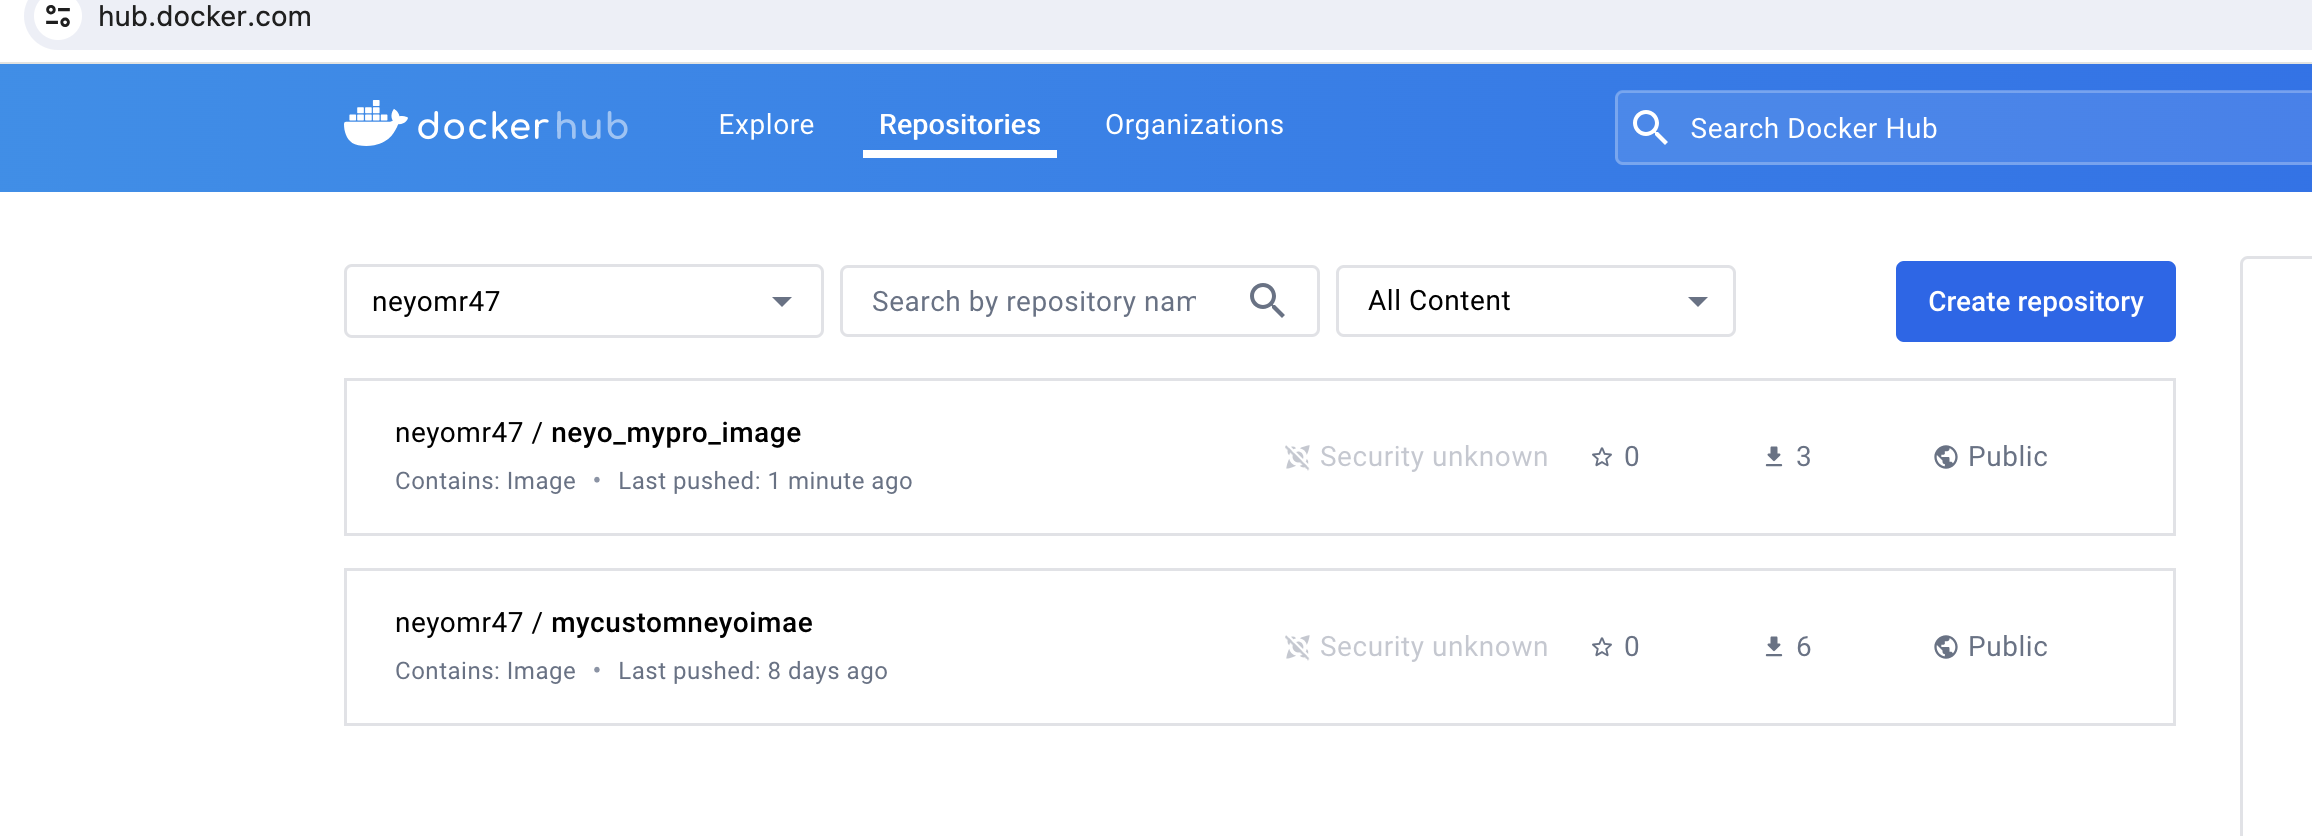 hub.docker.com
dockerhub Explore Repositories Organizations Search Docker Hub
neyomr47 Search by repository nam All Content Create repository
neyomr47 / neyo_mypro_image
Security unknown 0 3 Public
Contains: Image • Last pushed: 1 minute ago
neyomr47 / mycustomneyoimae
Security unknown 0 6 Public
Contains: Image • Last pushed: 8 days ago